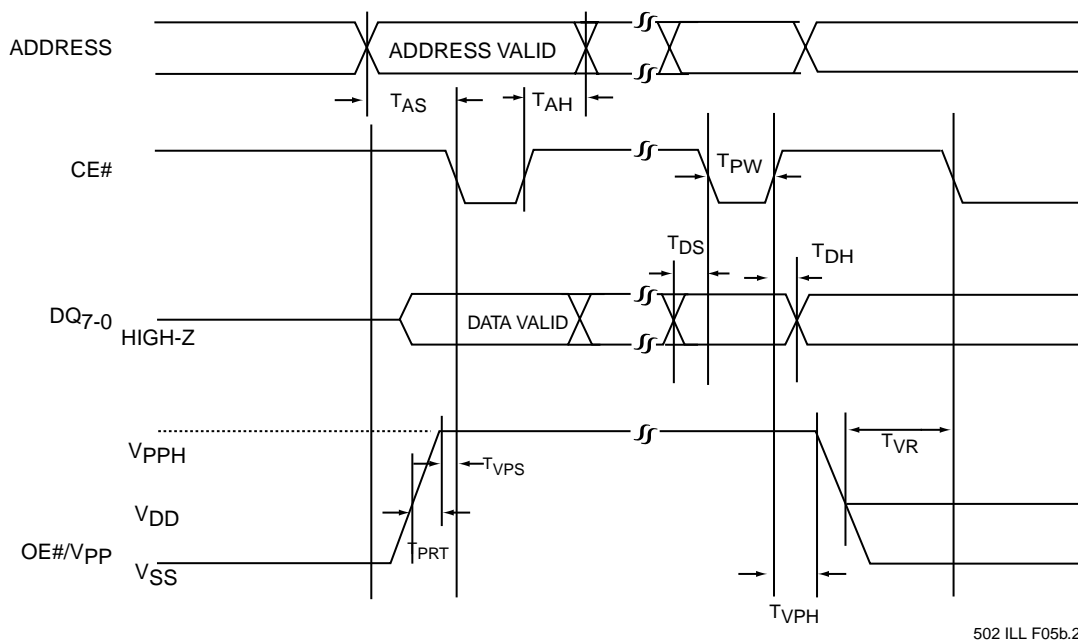 ADDRESS
ADDRESS VALID
TAS
TAH
CE#
TPW
TDS
TDH
DQ7-0
HIGH-Z
DATA VALID
VPPH
TVPS
TVR
VDD
TPRT
OE#/VPP
VSS
TVPH
502 ILL F05b.2